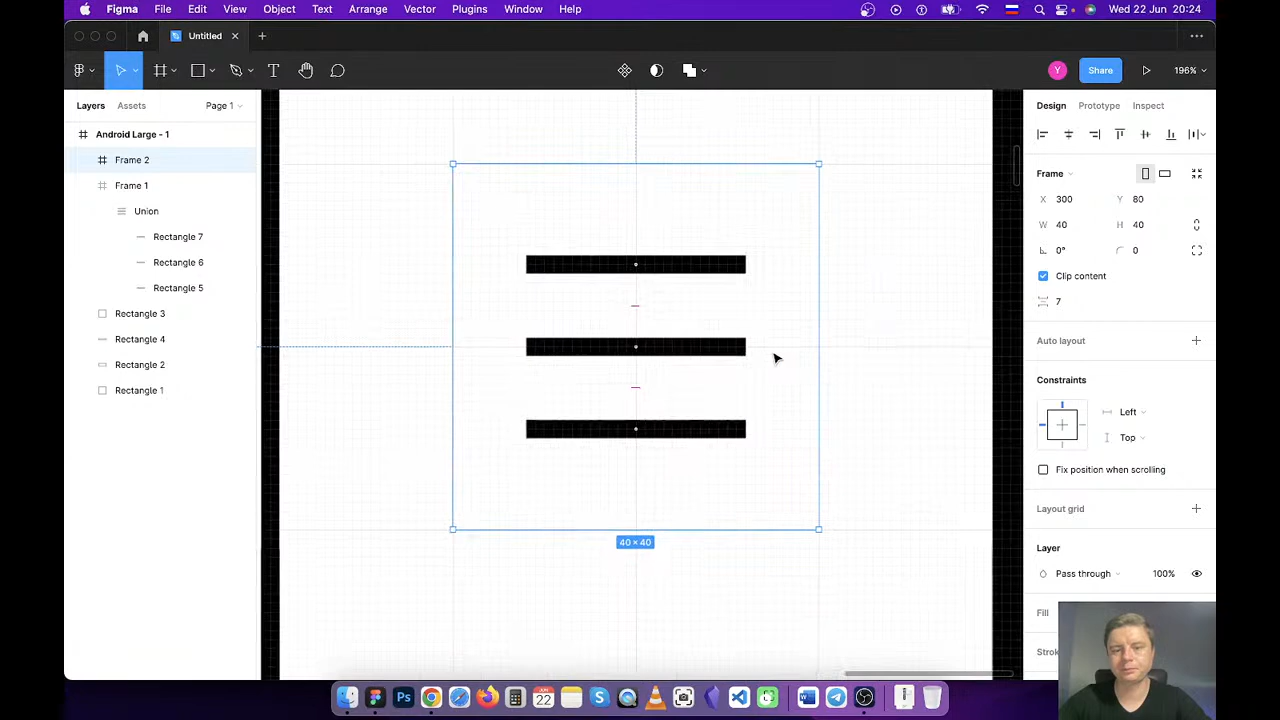 Figma File Edit View Object Text Arrange Vector Plugins Window Help Wed 22 Jun 20:24
Untitled
Share 196%
Y
Layers Assets Page 1
Design Prototype Inspect
Android Large - 1
Frame 2
Frame 1
Union
Rectangle 7
Rectangle 6
Rectangle 5
Rectangle 3
Rectangle 4
Rectangle 2
Rectangle 1
40 × 40
Frame
X 300 Y 80
W 40 H 40
0° 0
Clip content
7
Auto layout
Constraints
Left
Top
Fix position when scrolling
Layout grid
Layer
Pass through 100%
Fill
JUN
22